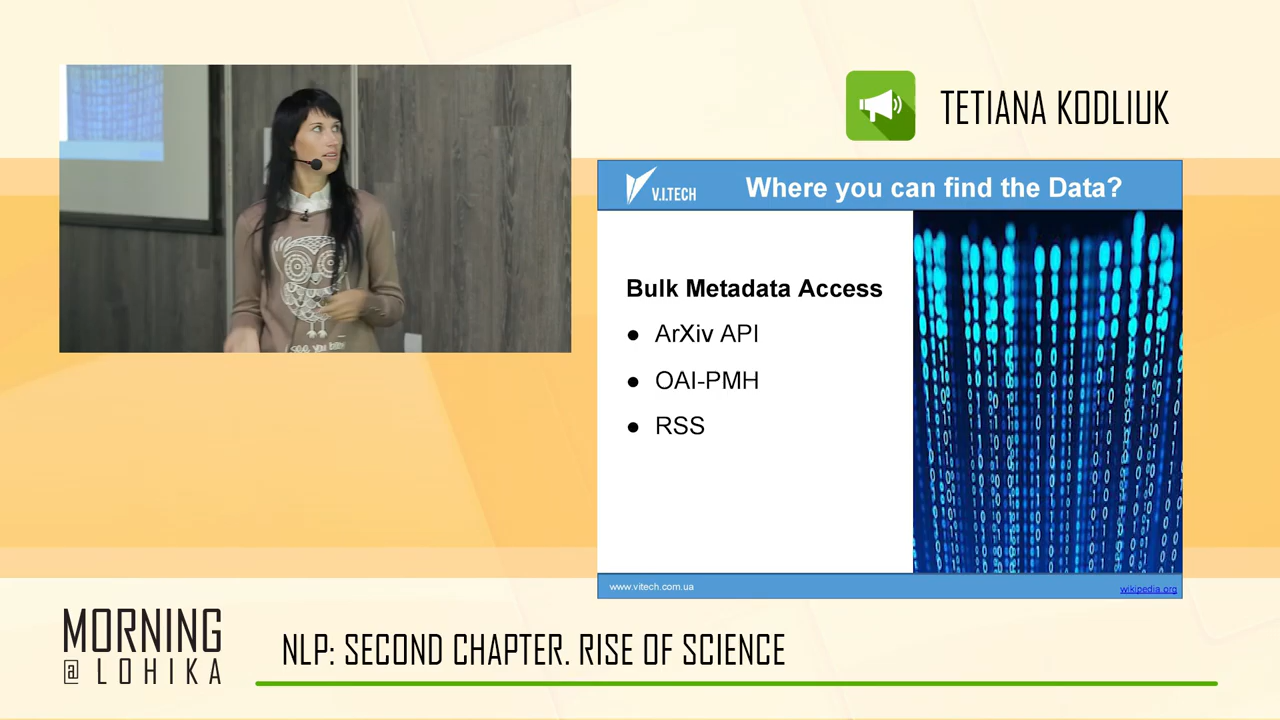 TETIANA KODLIUK
V.I.TECH
Where you can find the Data?
Bulk Metadata Access
● ArXiv API
● OAI-PMH
● RSS
www.vitech.com.ua
wikipedia.org
MORNING
@ LOHIKA
NLP: SECOND CHAPTER. RISE OF SCIENCE